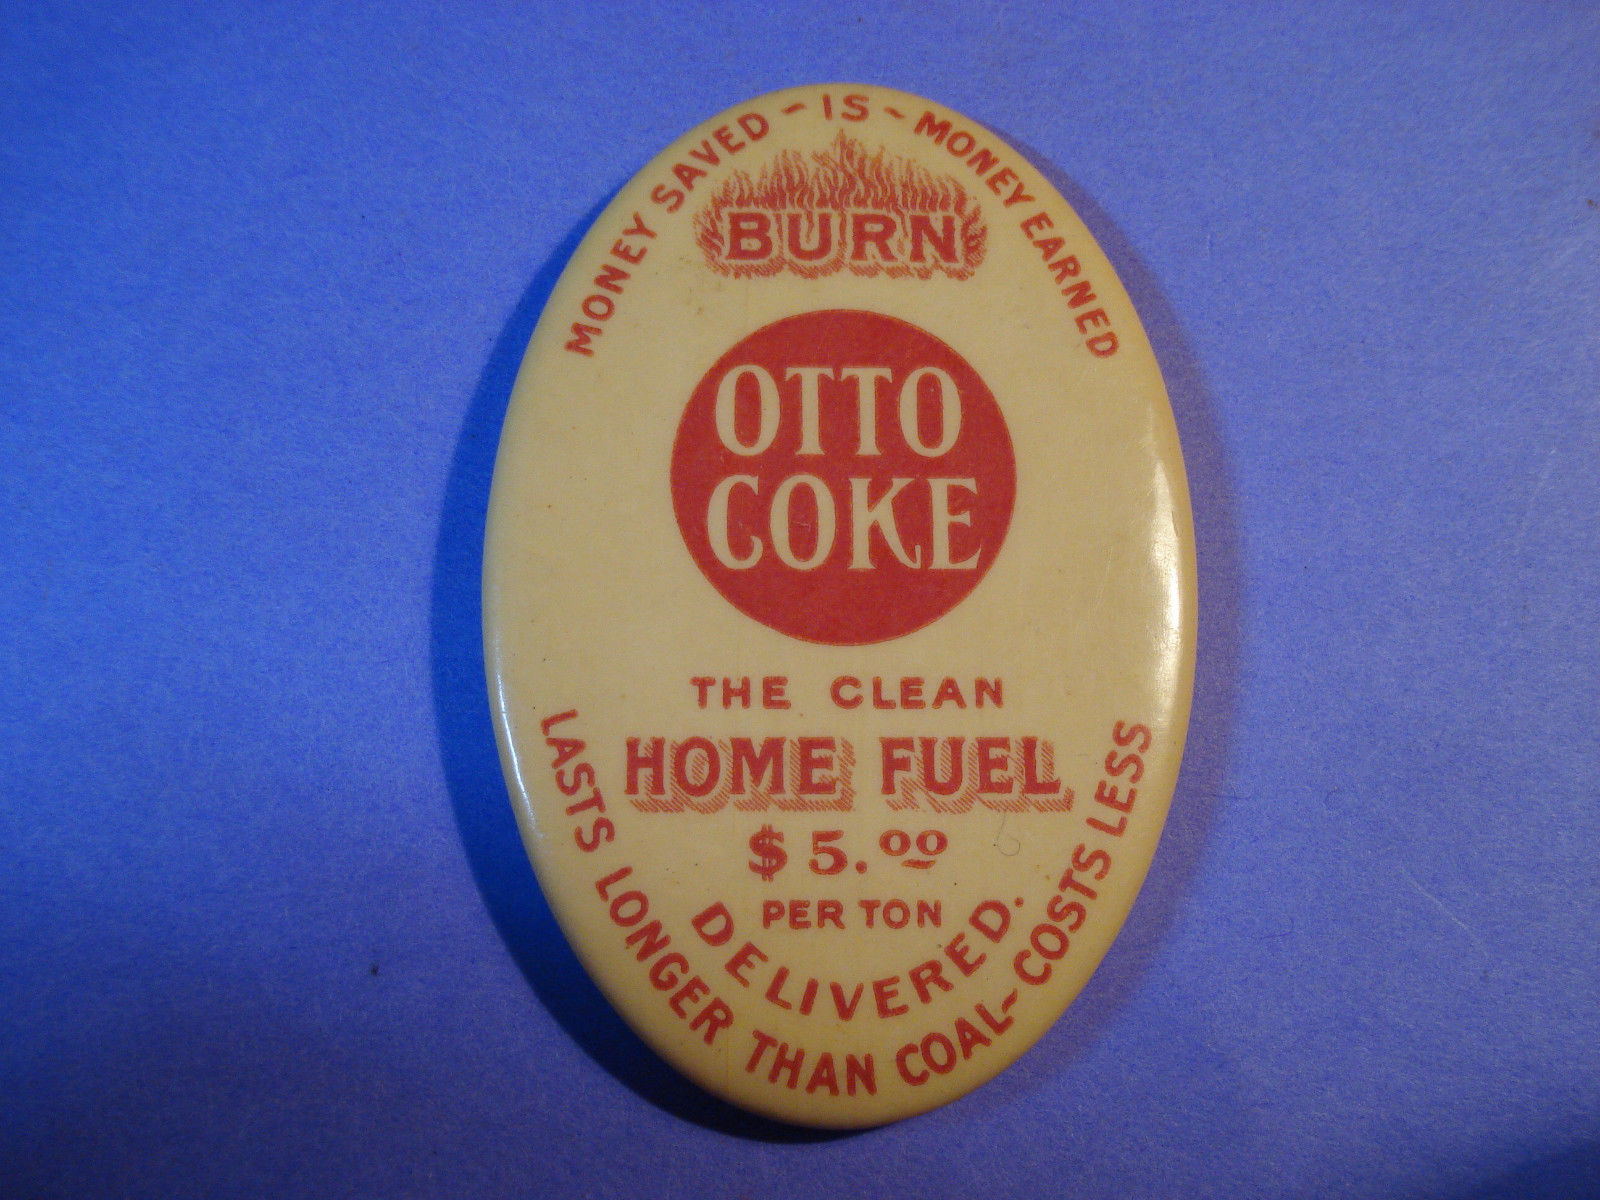 MONEY SAVED ~ IS ~ MONEY EARNED
BURN
OTTO
COKE
THE CLEAN
HOME FUEL
$5.00
PER TON
DELIVERED.
LASTS LONGER THAN COAL~COSTS LESS